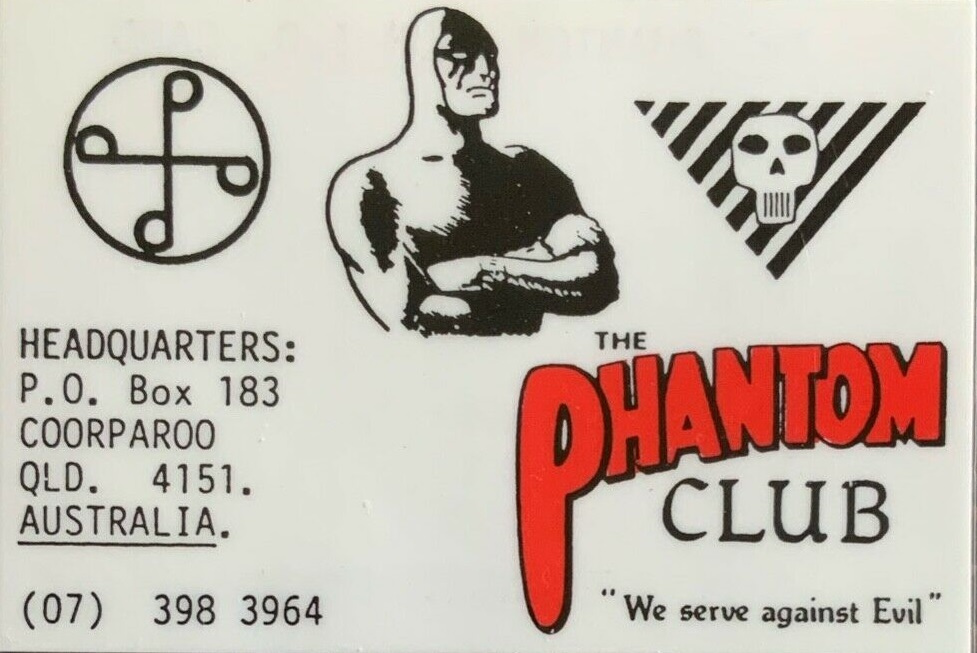 HEADQUARTERS:
P.O. Box 183
COORPAROO
QLD. 4151.
AUSTRALIA.
(07) 398 3964
THE
PHANTOM
CLUB
"We serve against Evil"